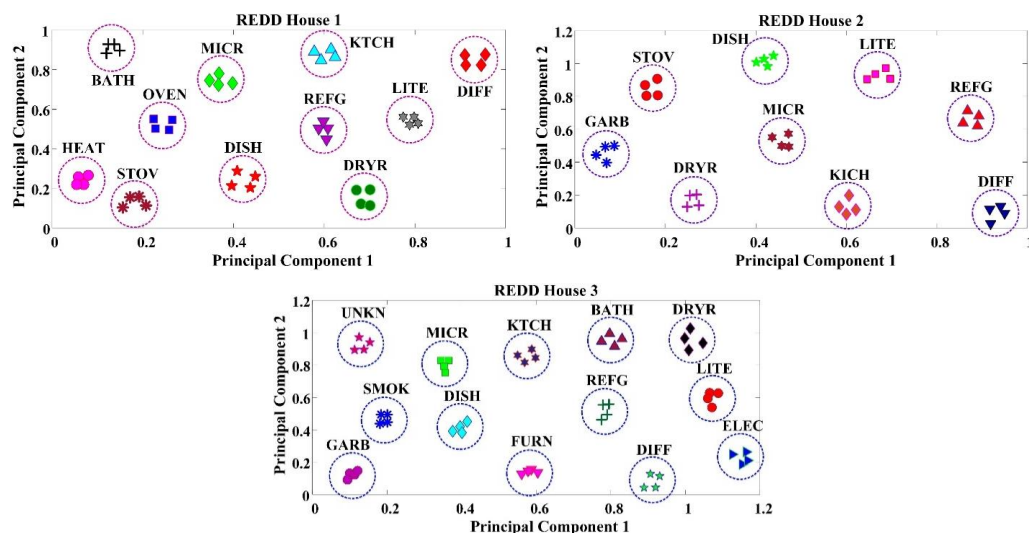 REDD House 1
Principal Component 2
1
0.8
0.6
0.4
0.2
0
BATH
MICR
KTCH
DIFF
OVEN
REFG
LITE
HEAT
STOV
DISH
DRYR
0 0.2 0.4 0.6 0.8 1
Principal Component 1
REDD House 2
Principal Component 2
1.2
1
0.8
0.6
0.4
0.2
0
STOV
DISH
LITE
REFG
GARB
MICR
DRYR
KICH
DIFF
0 0.2 0.4 0.6 0.8 1
Principal Component 1
REDD House 3
Principal Component 2
1.2
1
0.8
0.6
0.4
0.2
0
UNKN
MICR
KTCH
BATH
DRYR
SMOK
DISH
REFG
LITE
GARB
FURN
DIFF
ELEC
0 0.2 0.4 0.6 0.8 1 1.2
Principal Component 1